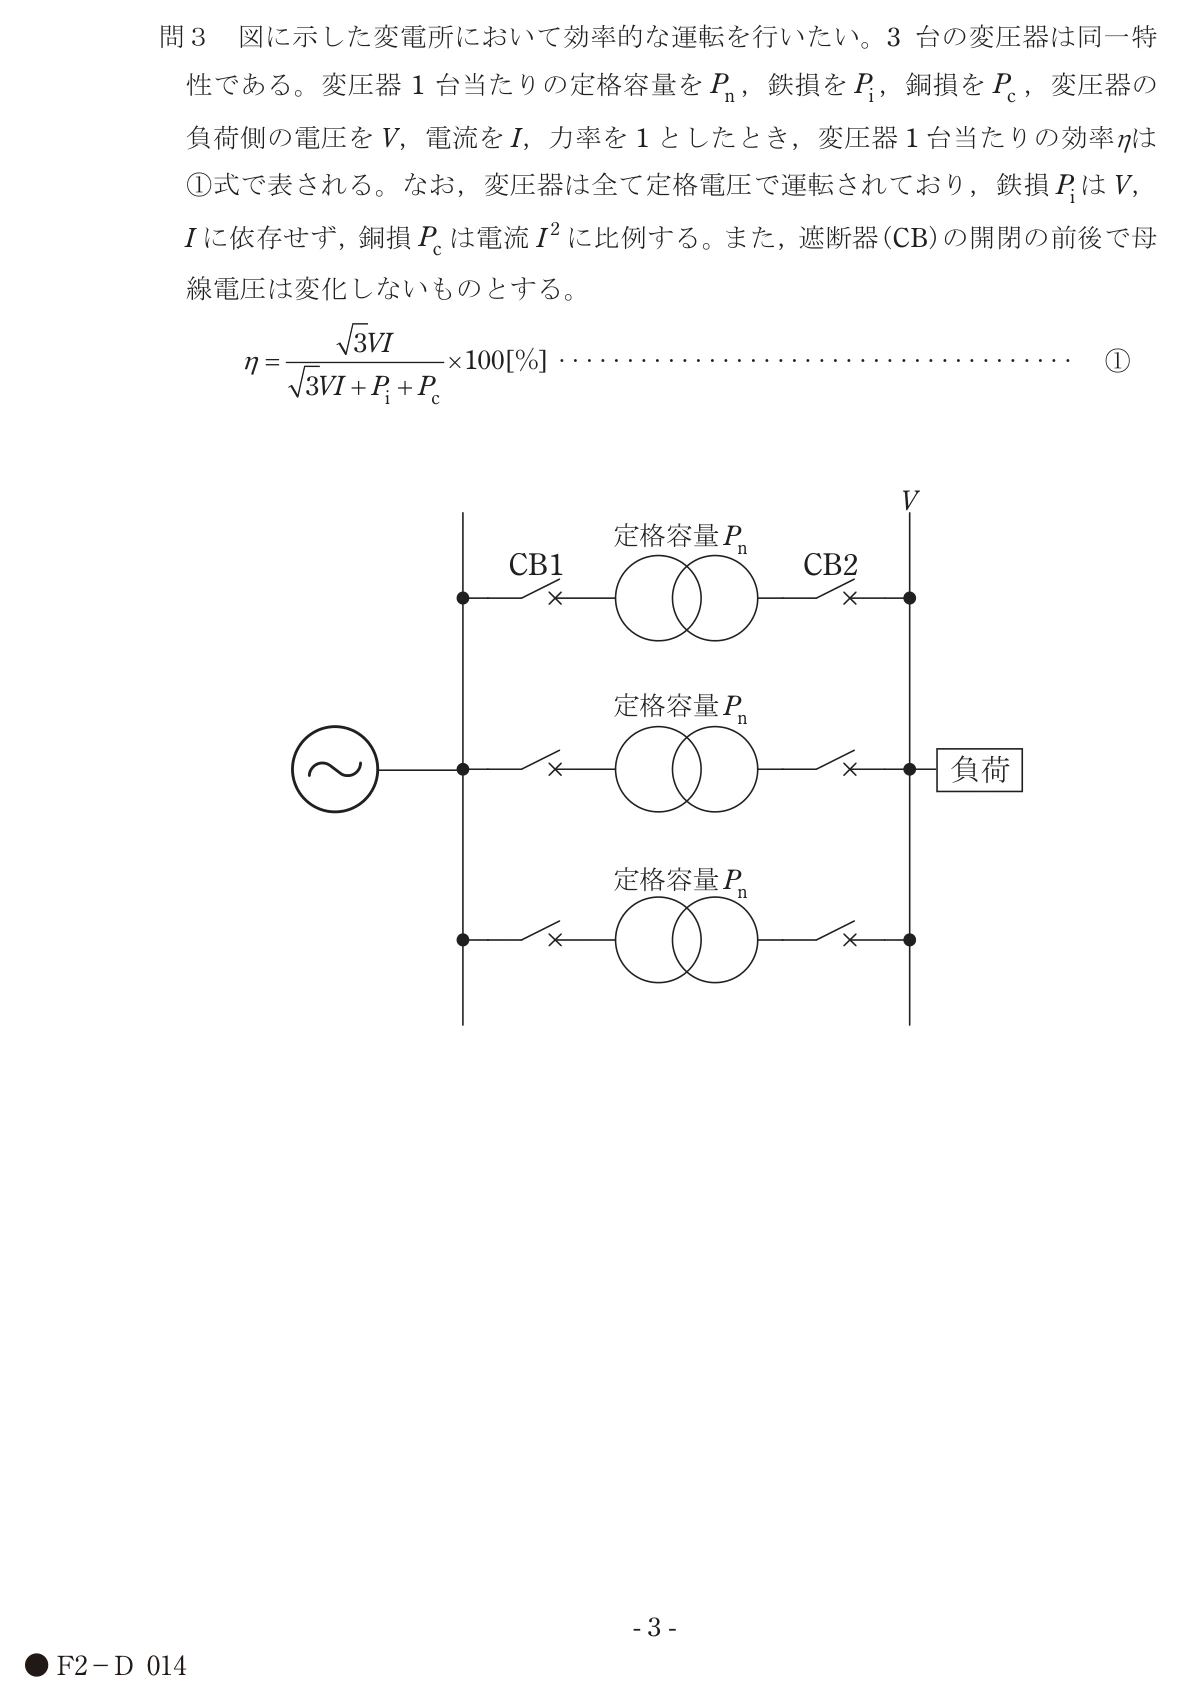 問３　図に示した変電所において効率的な運転を行いたい。3 台の変圧器は同一特
性である。変圧器 1 台当たりの定格容量を Pn，鉄損を Pi，銅損を Pc，変圧器の
負荷側の電圧を V，電流を I，力率を 1 としたとき，変圧器 1 台当たりの効率ηは
①式で表される。なお，変圧器は全て定格電圧で運転されており，鉄損 Pi は V，
I に依存せず，銅損 Pc は電流 I² に比例する。また，遮断器(CB)の開閉の前後で母
線電圧は変化しないものとする。
η = √3VI / (√3VI + Pi + Pc) ×100[%] ······································ ①
V
定格容量 Pn
CB1 CB2
定格容量 Pn
負荷
定格容量 Pn
- 3 -
● F2－D 014